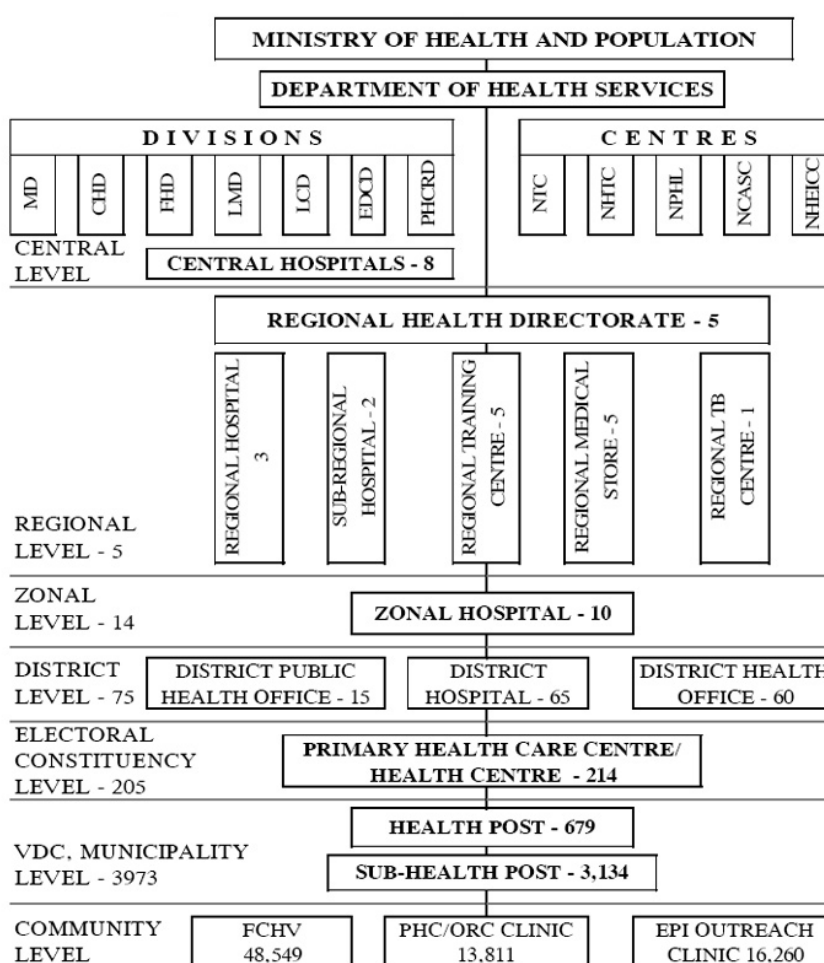 MINISTRY OF HEALTH AND POPULATION
DEPARTMENT OF HEALTH SERVICES
DIVISIONS
CENTRES
MD
CHD
FHD
LMD
LCD
EDCD
PHCRD
NTC
NHTC
NPHL
NCASC
NHEICC
CENTRAL
LEVEL
CENTRAL HOSPITALS - 8
REGIONAL HEALTH DIRECTORATE - 5
REGIONAL HOSPITAL
3
SUB-REGIONAL
HOSPITAL - 2
REGIONAL TRAINING
CENTRE - 5
REGIONAL MEDICAL
STORE - 5
REGIONAL TB
CENTRE - 1
REGIONAL
LEVEL - 5
ZONAL
LEVEL - 14
ZONAL HOSPITAL - 10
DISTRICT
LEVEL - 75
DISTRICT PUBLIC
HEALTH OFFICE - 15
DISTRICT
HOSPITAL - 65
DISTRICT HEALTH
OFFICE - 60
ELECTORAL
CONSTITUENCY
LEVEL - 205
PRIMARY HEALTH CARE CENTRE/
HEALTH CENTRE - 214
VDC, MUNICIPALITY
LEVEL - 3973
HEALTH POST - 679
SUB-HEALTH POST - 3,134
COMMUNITY
LEVEL
FCHV
48,549
PHC/ORC CLINIC
13,811
EPI OUTREACH
CLINIC 16,260